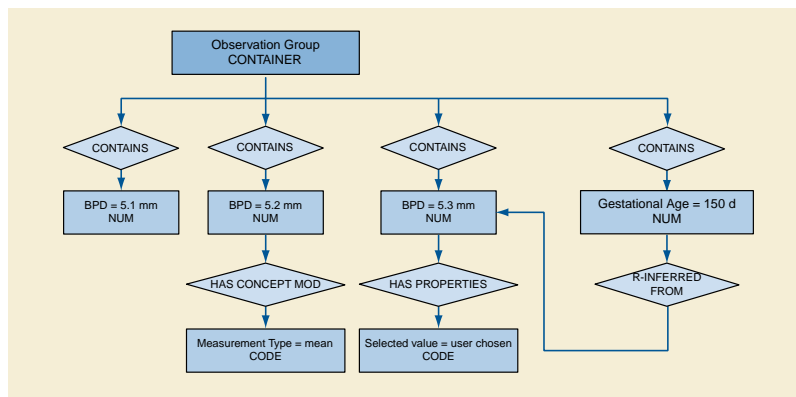 Observation Group
CONTAINER
CONTAINS
CONTAINS
CONTAINS
CONTAINS
BPD = 5.1 mm
NUM
BPD = 5.2 mm
NUM
BPD = 5.3 mm
NUM
Gestational Age = 150 d
NUM
HAS CONCEPT MOD
HAS PROPERTIES
R-INFERRED
FROM
Measurement Type = mean
CODE
Selected value = user chosen
CODE